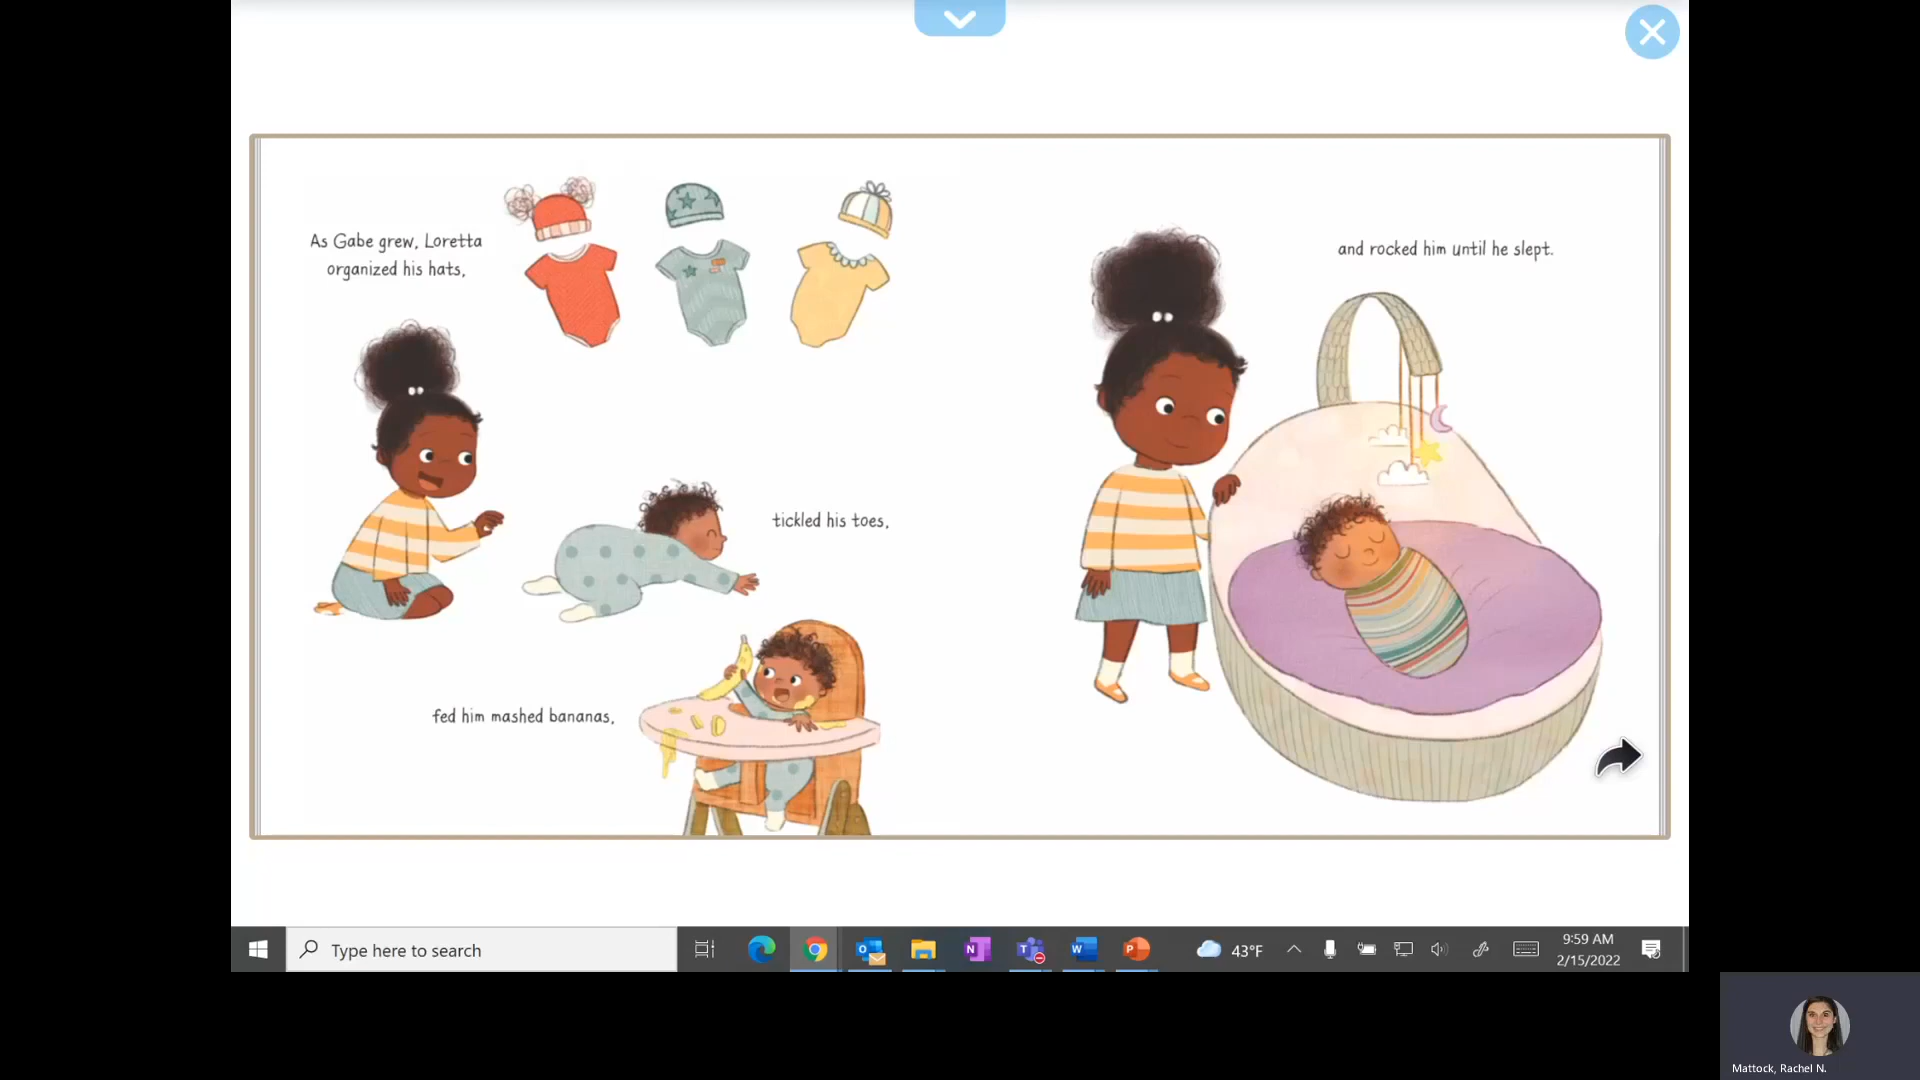 As Gabe grew, Loretta
organized his hats,
tickled his toes,
fed him mashed bananas,
and rocked him until he slept.
Type here to search
43°F
9:59 AM
2/15/2022
Mattock, Rachel N.